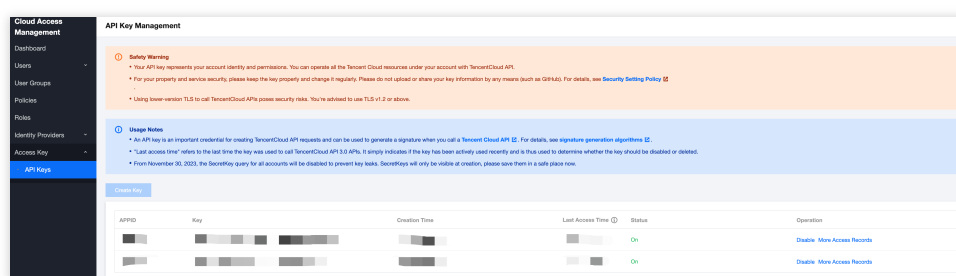 Cloud Access
Management
Dashboard
Users
User Groups
Policies
Roles
Identity Providers
Access Key
API Keys
API Key Management
Safety Warning
• Your API key represents your account identity and permissions. You can operate all the Tencent Cloud resources under your account with TencentCloud API.
• For your property and service security, please keep the key properly and change it regularly. Please do not upload or share your key information by any means (such as GitHub). For details, see Security Setting Policy
.
• Using lower-version TLS to call TencentCloud APIs poses security risks. You're advised to use TLS v1.2 or above.
Usage Notes
• An API key is an important credential for creating TencentCloud API requests and can be used to generate a signature when you call a Tencent Cloud API . For details, see signature generation algorithms .
• "Last access time" refers to the last time the key was used to call TencentCloud API 3.0 APIs. It simply indicates if the key has been actively used recently and is thus used to determine whether the key should be disabled or deleted.
• From November 30, 2023, the SecretKey query for all accounts will be disabled to prevent key leaks. SecretKeys will only be visible at creation, please save them in a safe place now.
Create Key
APPID Key Creation Time Last Access Time Status Operation
On Disable More Access Records
On Disable More Access Records